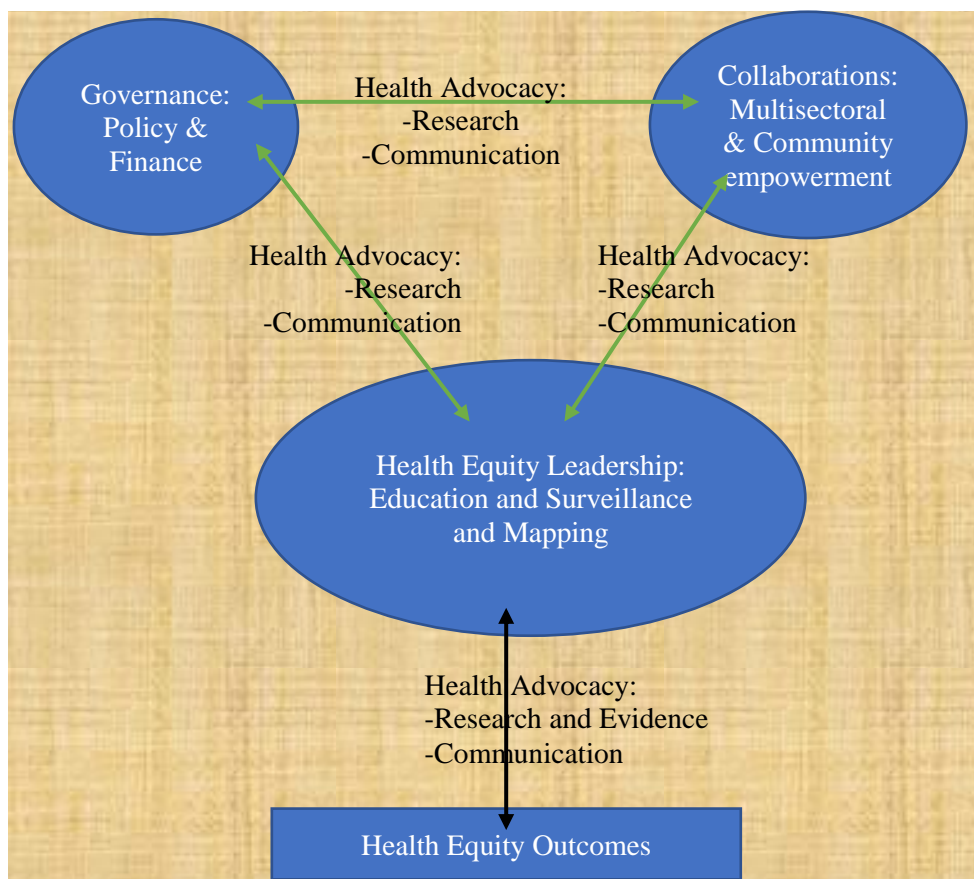 Governance:
Policy &
Finance
Health Advocacy:
-Research
-Communication
Collaborations:
Multisectoral
& Community
empowerment
Health Advocacy:
-Research
-Communication
Health Advocacy:
-Research
-Communication
Health Equity Leadership:
Education and Surveillance
and Mapping
Health Advocacy:
-Research and Evidence
-Communication
Health Equity Outcomes